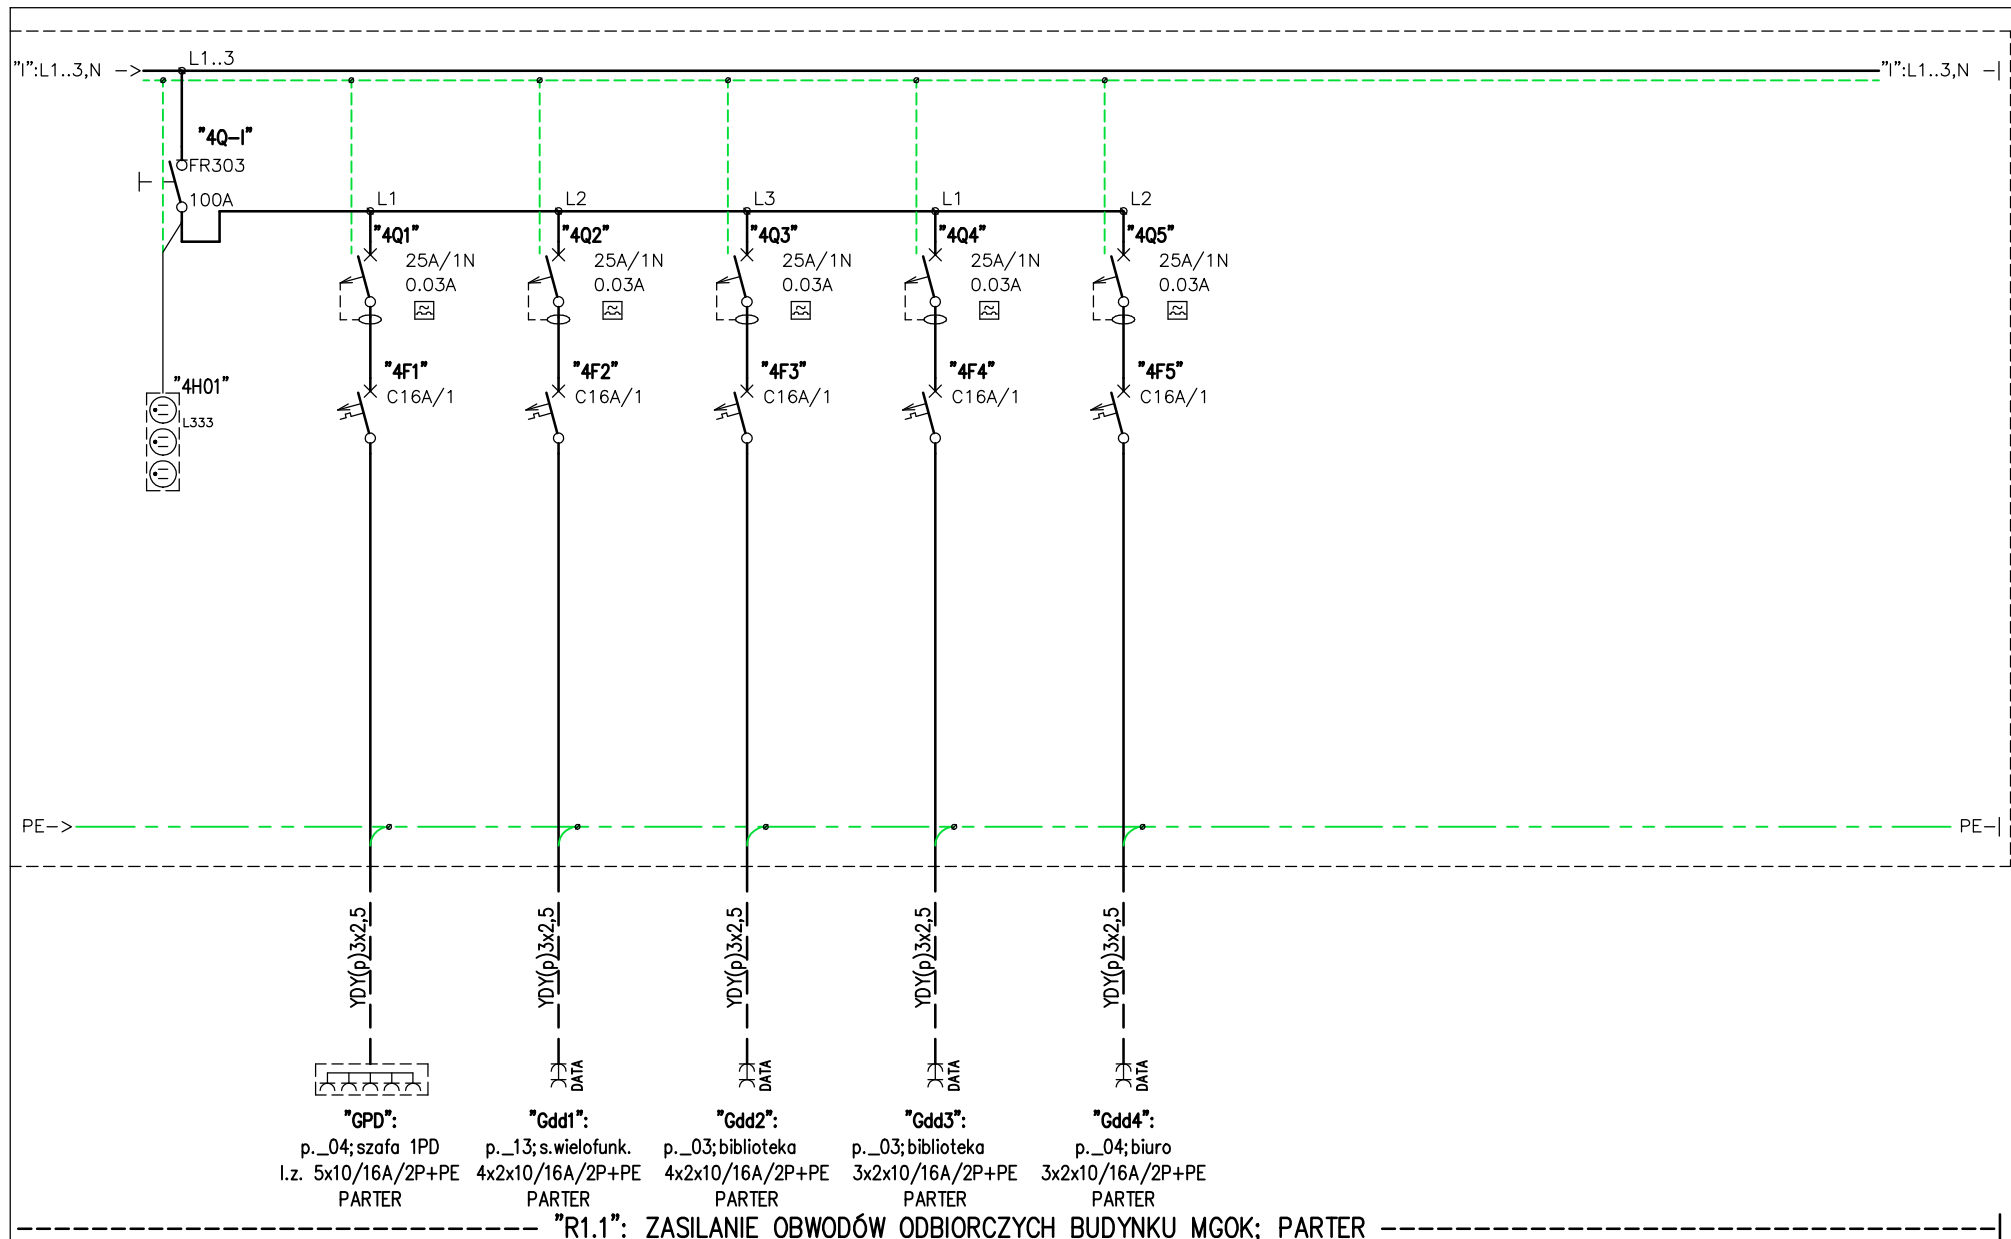 "I":L1..3,N ->
L1..3
"I":L1..3,N -|
"4Q-I"
FR303
100A
L1
L2
L3
L1
L2
"4Q1"
25A/1N
0.03A
"4Q2"
25A/1N
0.03A
"4Q3"
25A/1N
0.03A
"4Q4"
25A/1N
0.03A
"4Q5"
25A/1N
0.03A
"4H01"
L333
"4F1"
C16A/1
"4F2"
C16A/1
"4F3"
C16A/1
"4F4"
C16A/1
"4F5"
C16A/1
PE->
PE-|
YDY(p)3x2,5
YDY(p)3x2,5
YDY(p)3x2,5
YDY(p)3x2,5
YDY(p)3x2,5
DATA
DATA
DATA
DATA
"GPD":
p._04; szafa 1PD
l.z. 5x10/16A/2P+PE
PARTER
"Gdd1":
p._13; s.wielofunk.
4x2x10/16A/2P+PE
PARTER
"Gdd2":
p._03; biblioteka
4x2x10/16A/2P+PE
PARTER
"Gdd3":
p._03; biblioteka
3x2x10/16A/2P+PE
PARTER
"Gdd4":
p._04; biuro
3x2x10/16A/2P+PE
PARTER
"R1.1": ZASILANIE OBWODÓW ODBIORCZYCH BUDYNKU MGOK; PARTER